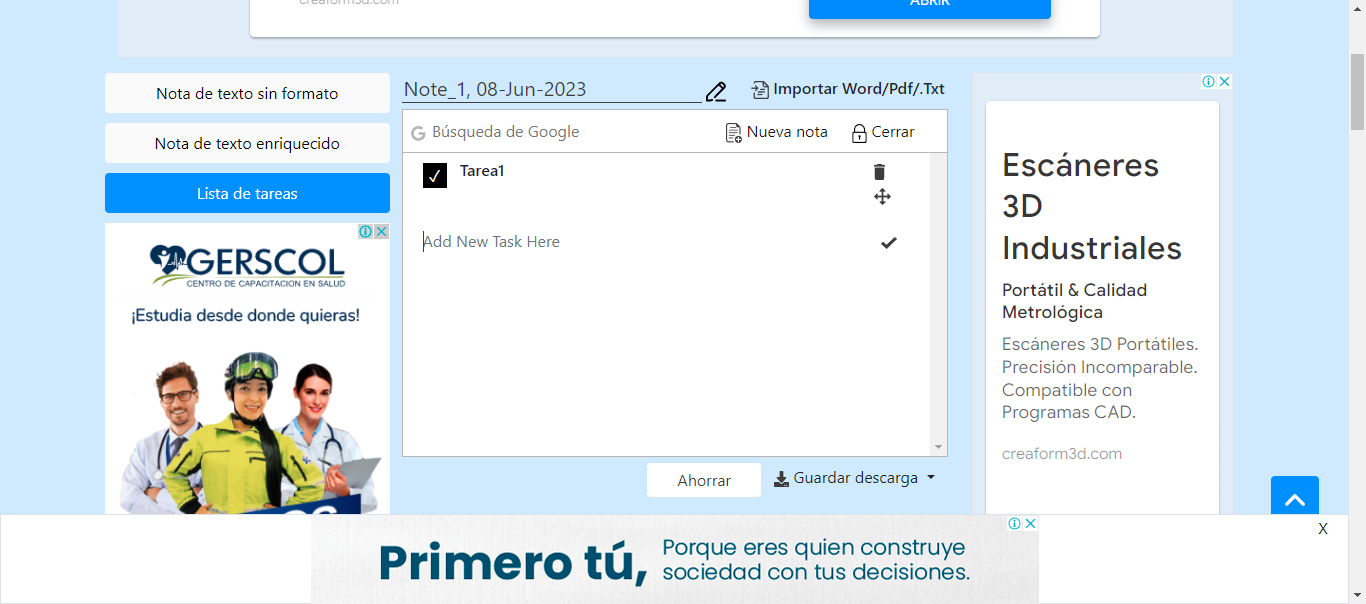 creaform3d.com
ABRIR
Nota de texto sin formato
Nota de texto enriquecido
Lista de tareas
GERSCOL
CENTRO DE CAPACITACION EN SALUD
¡Estudia desde donde quieras!
Note_1, 08-Jun-2023
Importar Word/Pdf/.Txt
Búsqueda de Google
Nueva nota
Cerrar
Tarea1
Add New Task Here
Ahorrar
Guardar descarga
Escáneres
3D
Industriales
Portátil & Calidad
Metrológica
Escáneres 3D Portátiles.
Precisión Incomparable.
Compatible con
Programas CAD.
creaform3d.com
X
Primero tú,
Porque eres quien construye
sociedad con tus decisiones.